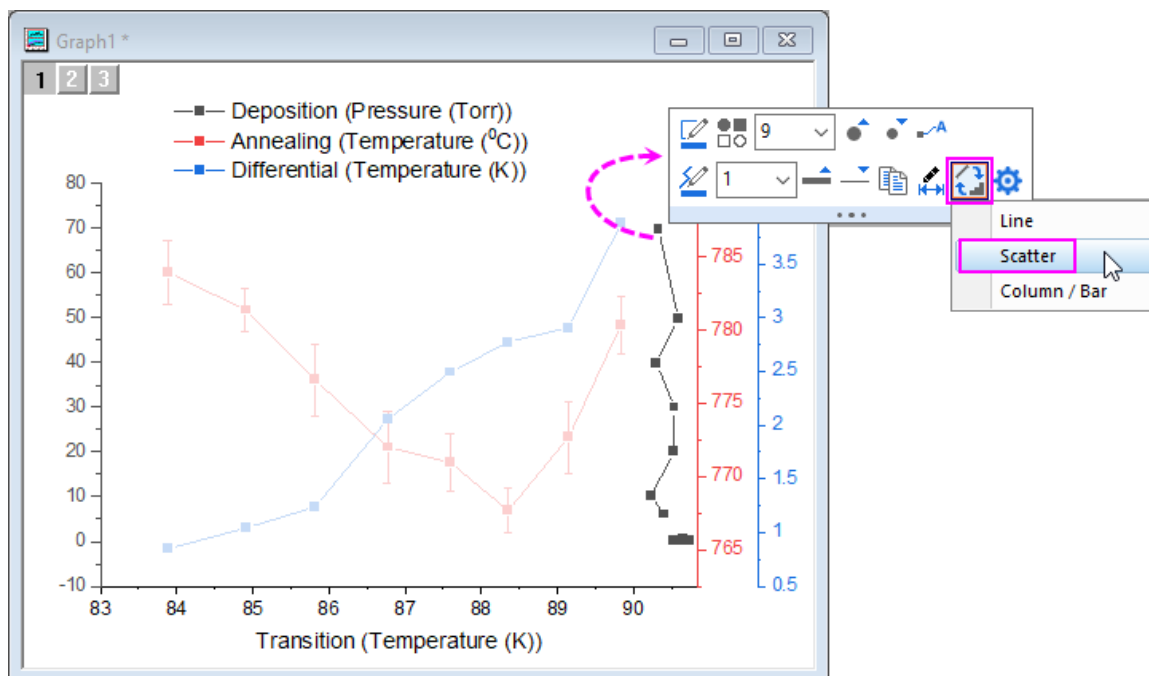 Graph1 *
1 2 3
Deposition (Pressure (Torr))
Annealing (Temperature (⁰C))
Differential (Temperature (K))
9
A
1
Line
Scatter
Column / Bar
80
70
60
50
40
30
20
10
0
-10
83 84 85 86 87 88 89 90
Transition (Temperature (K))
785
780
775
770
765
3.5
3
2.5
2
1.5
1
0.5